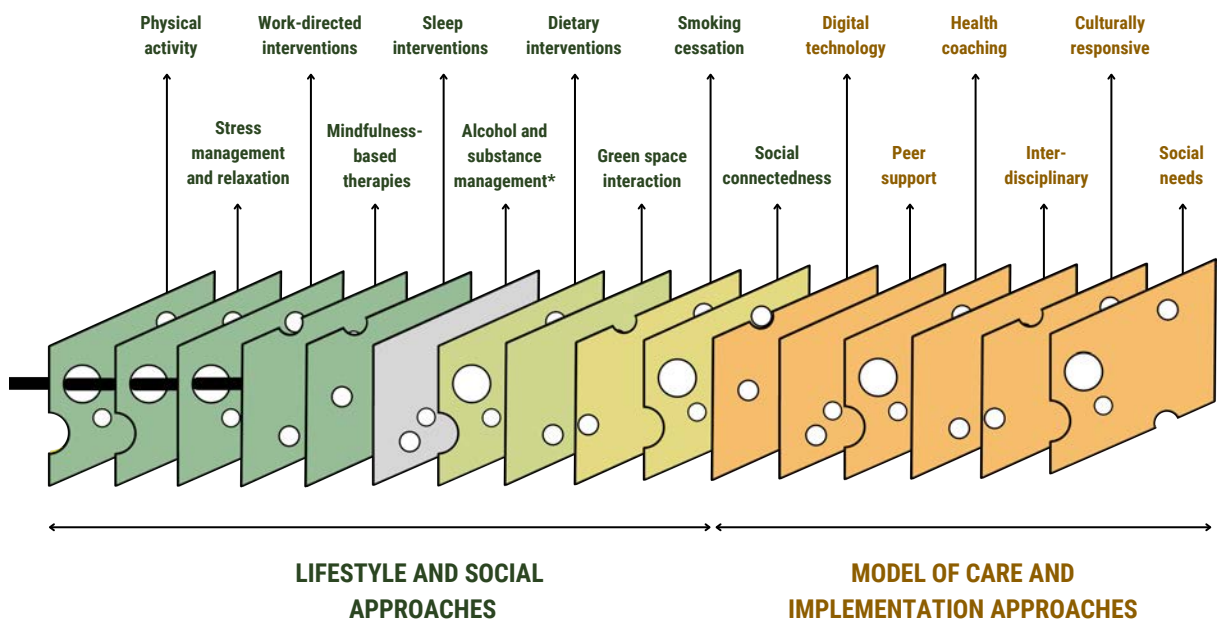 Physical
activity
Work-directed
interventions
Sleep
interventions
Dietary
interventions
Smoking
cessation
Digital
technology
Health
coaching
Culturally
responsive
Stress
management
and relaxation
Mindfulness-
based
therapies
Alcohol and
substance
management*
Green space
interaction
Social
connectedness
Peer
support
Inter-
disciplinary
Social
needs
LIFESTYLE AND SOCIAL
APPROACHES
MODEL OF CARE AND
IMPLEMENTATION APPROACHES